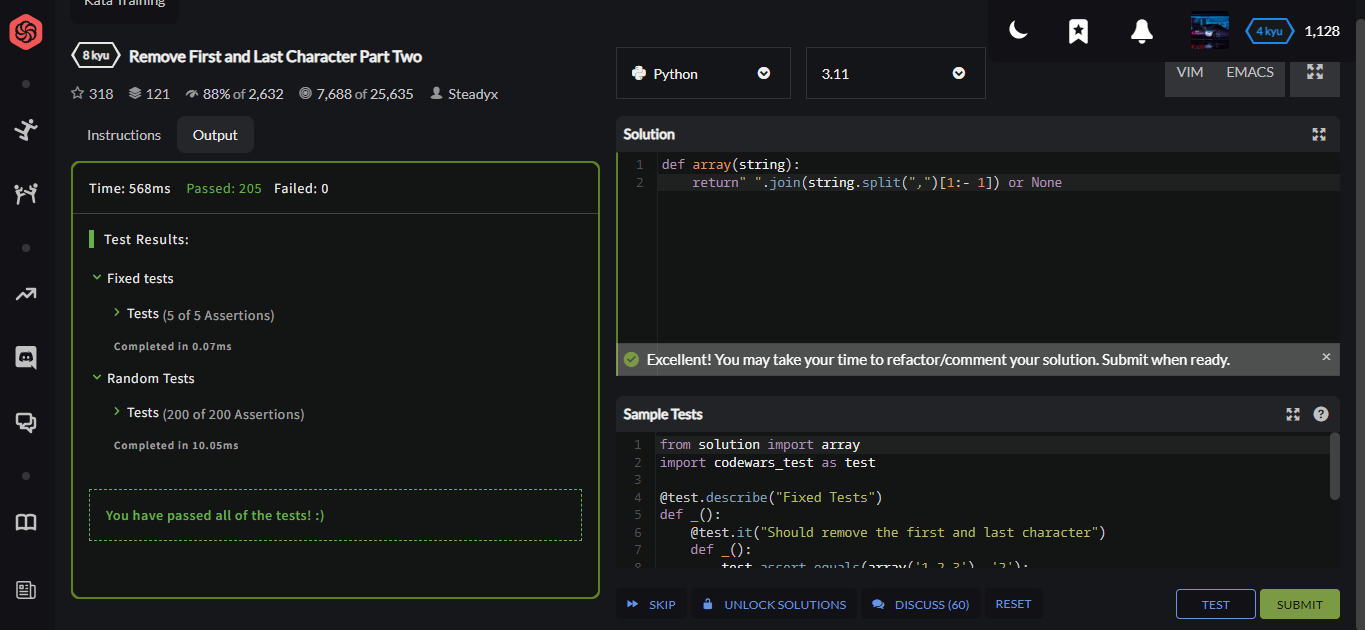 Kata Training
8 kyu Remove First and Last Character Part Two
318 121 88% of 2,632 7,688 of 25,635 Steadyx
4 kyu 1,128
Python 3.11 VIM EMACS
Instructions Output
Time: 568ms Passed: 205 Failed: 0
Test Results:
Fixed tests
Tests (5 of 5 Assertions)
Completed in 0.07ms
Random Tests
Tests (200 of 200 Assertions)
Completed in 10.05ms
You have passed all of the tests! :)
Solution
1 def array(string):
2     return" ".join(string.split(",")[1:- 1]) or None
Excellent! You may take your time to refactor/comment your solution. Submit when ready.
Sample Tests
1 from solution import array
2 import codewars_test as test
3
4 @test.describe("Fixed Tests")
5 def _():
6     @test.it("Should remove the first and last character")
7     def _():
8         test.assert_equals(array('1,2,3'), '2');
SKIP UNLOCK SOLUTIONS DISCUSS (60) RESET TEST SUBMIT